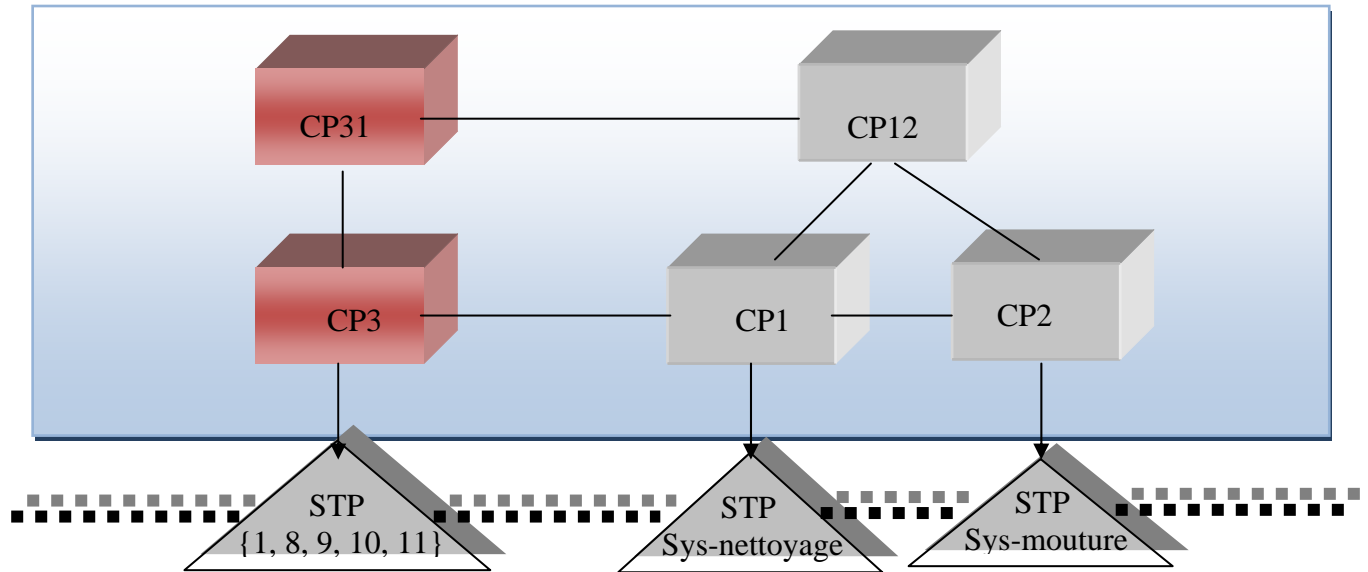 CP31
CP12
CP3
CP1
CP2
STP
{1, 8, 9, 10, 11}
STP
Sys-nettoyage
STP
Sys-mouture